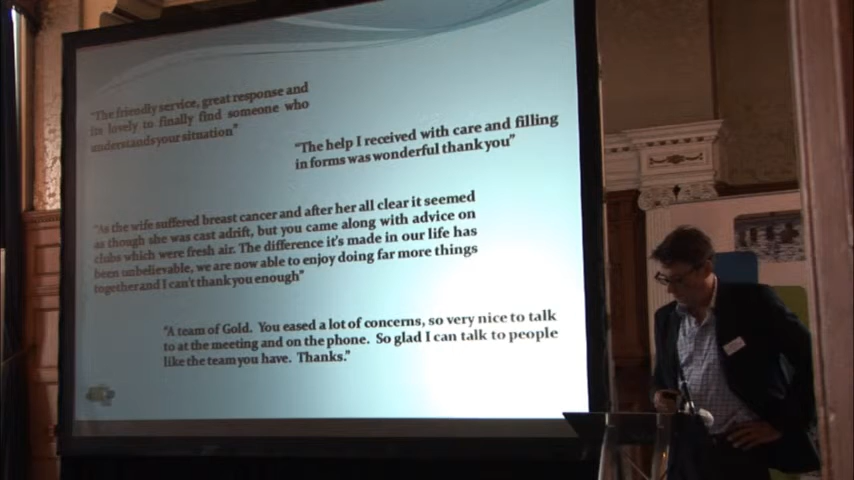 "The friendly service, great response and
its lovely to finally find someone who
understands your situation"
"The help I received with care and filling
in forms was wonderful thank you"
"As the wife suffered breast cancer and after her all clear it seemed
as though she was cast adrift, but you came along with advice on
clubs which were fresh air. The difference it's made in our life has
been unbelievable, we are now able to enjoy doing far more things
together and I can't thank you enough"
"A team of Gold. You eased a lot of concerns, so very nice to talk
to at the meeting and on the phone. So glad I can talk to people
like the team you have. Thanks."